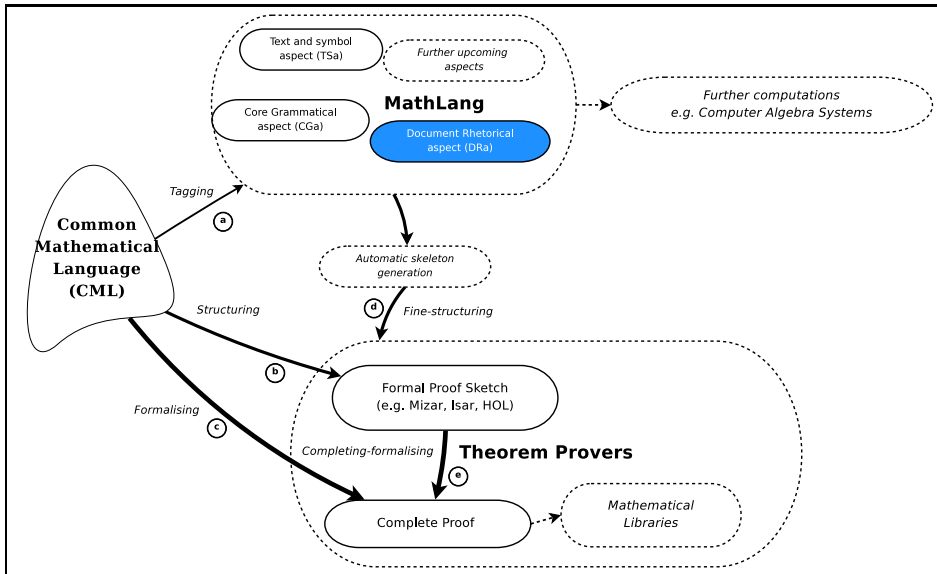 Text and symbol
aspect (TSa)
Further upcoming
aspects
MathLang
Core Grammatical
aspect (CGa)
Document Rhetorical
aspect (DRa)
Further computations
e.g. Computer Algebra Systems
Tagging
a
Common
Mathematical
Language
(CML)
Automatic skeleton
generation
Structuring
d
Fine-structuring
b
Formal Proof Sketch
(e.g. Mizar, Isar, HOL)
Formalising
c
Completing-formalising
Theorem Provers
e
Complete Proof
Mathematical
Libraries